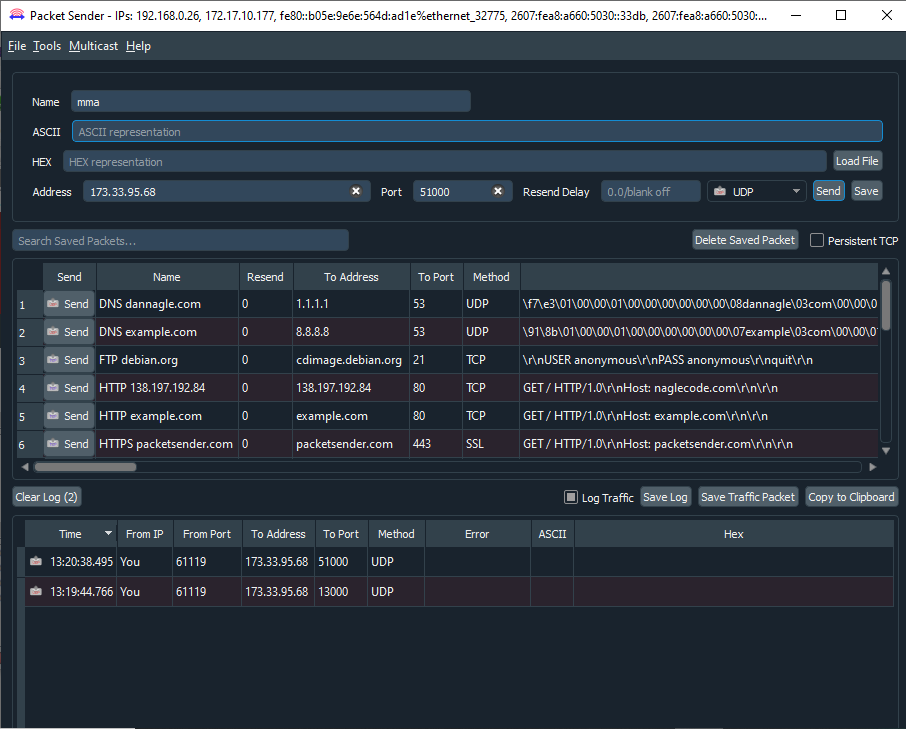 Packet Sender - IPs: 192.168.0.26, 172.17.10.177, fe80::b05e:9e6e:564d:ad1e%ethernet_32775, 2607:fea8:a660:5030::33db, 2607:fea8:a660:5030:...
File Tools Multicast Help
Name mma
ASCII ASCII representation
HEX HEX representation Load File
Address 173.33.95.68 Port 51000 Resend Delay 0.0/blank off UDP Send Save
Search Saved Packets... Delete Saved Packet Persistent TCP
Send Name Resend To Address To Port Method
1 Send DNS dannagle.com 0 1.1.1.1 53 UDP \f7\e3\01\00\00\01\00\00\00\00\00\00\08dannagle\03com\00\00\0
2 Send DNS example.com 0 8.8.8.8 53 UDP \91\8b\01\00\00\01\00\00\00\00\00\00\07example\03com\00\00\0
3 Send FTP debian.org 0 cdimage.debian.org 21 TCP \r\nUSER anonymous\r\nPASS anonymous\r\nquit\r\n
4 Send HTTP 138.197.192.84 0 138.197.192.84 80 TCP GET / HTTP/1.0\r\nHost: naglecode.com\r\n\r\n
5 Send HTTP example.com 0 example.com 80 TCP GET / HTTP/1.0\r\nHost: example.com\r\n\r\n
6 Send HTTPS packetsender.com 0 packetsender.com 443 SSL GET / HTTP/1.0\r\nHost: packetsender.com\r\n\r\n
Clear Log (2) Log Traffic Save Log Save Traffic Packet Copy to Clipboard
Time From IP From Port To Address To Port Method Error ASCII Hex
13:20:38.495 You 61119 173.33.95.68 51000 UDP
13:19:44.766 You 61119 173.33.95.68 13000 UDP